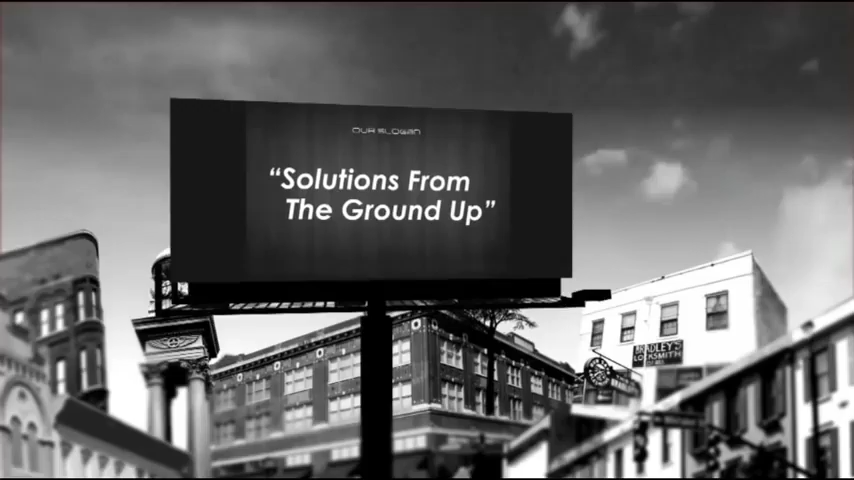 OUR SLOGAN
“Solutions From
The Ground Up”
BRADLEY'S
LOCKSMITH